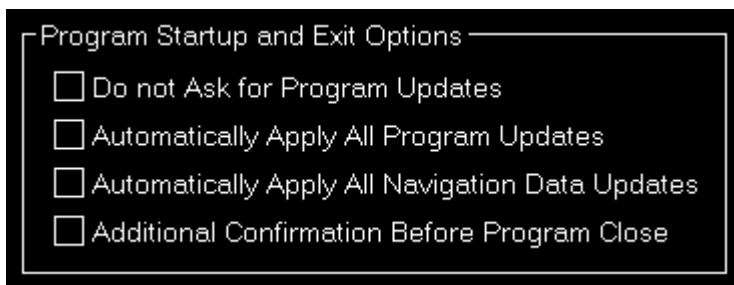 Program Startup and Exit Options
Do not Ask for Program Updates
Automatically Apply All Program Updates
Automatically Apply All Navigation Data Updates
Additional Confirmation Before Program Close